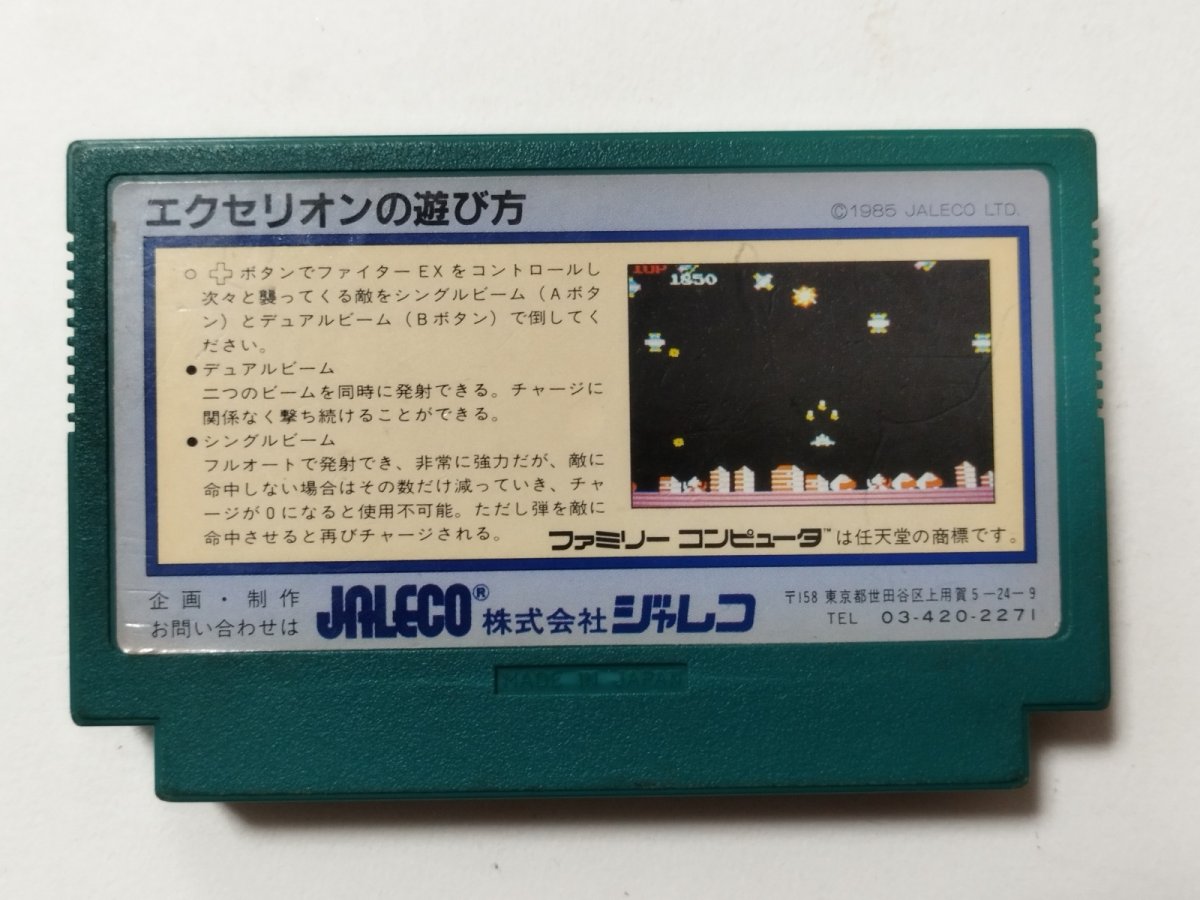 エクセリオンの遊び方
©1985 JALECO LTD.
○ ✚ボタンでファイターEXをコントロールし
次々と襲ってくる敵をシングルビーム（Aボタ
ン）とデュアルビーム（Bボタン）で倒してく
ださい。
●デュアルビーム
二つのビームを同時に発射できる。チャージに
関係なく撃ち続けることができる。
●シングルビーム
フルオートで発射でき、非常に強力だが、敵に
命中しない場合はその数だけ減っていき、チャ
ージが0になると使用不可能。ただし弾を敵に
命中させると再びチャージされる。
1UP
1850
ファミリー コンピュータ™は任天堂の商標です。
企画・制作
お問い合わせは
JALECO® 株式会社ジャレコ
〒158 東京都世田谷区上用賀5－24－9
TEL 03-420-2271
MADE IN JAPAN